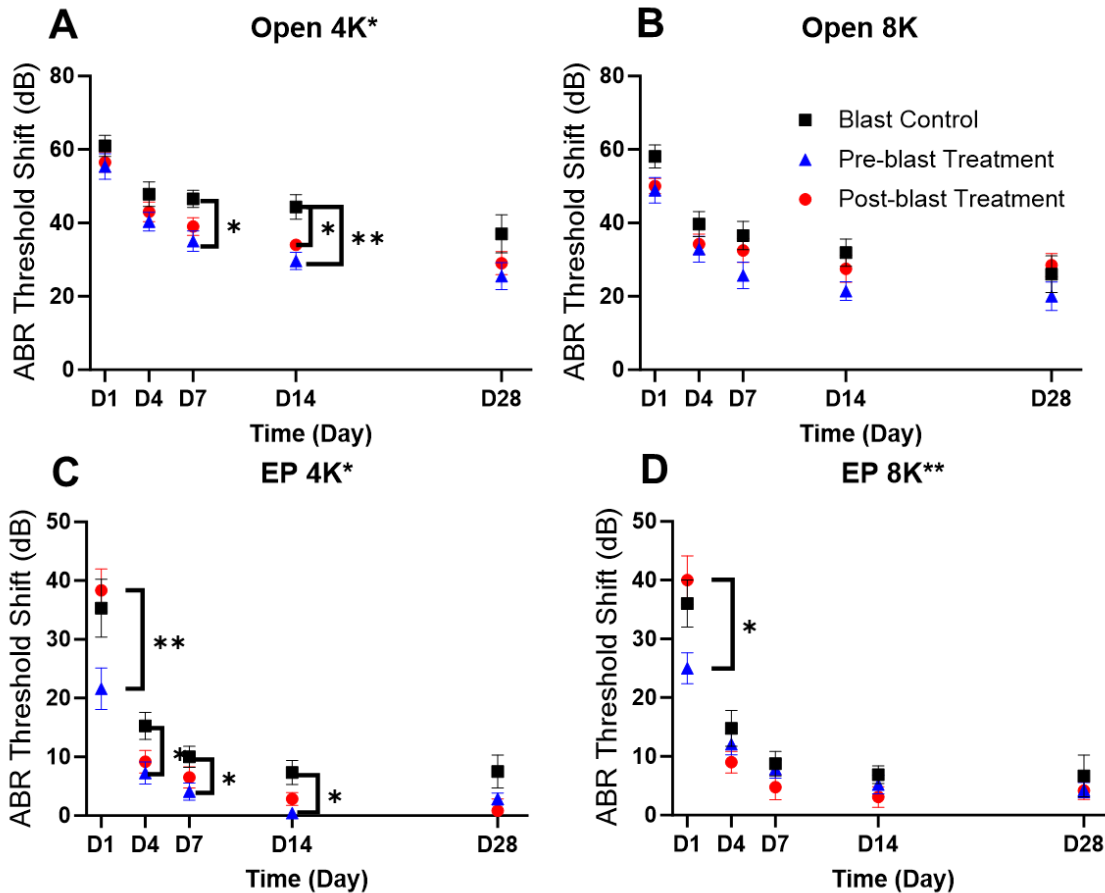 A
Open 4K*
ABR Threshold Shift (dB)
80
60
40
20
0
*
*
**
D1 D4 D7 D14 D28
Time (Day)
B
Open 8K
ABR Threshold Shift (dB)
80
60
40
20
0
Blast Control
Pre-blast Treatment
Post-blast Treatment
D1 D4 D7 D14 D28
Time (Day)
C
EP 4K*
ABR Threshold Shift (dB)
50
40
30
20
10
0
**
*
*
*
D1 D4 D7 D14 D28
Time (Day)
D
EP 8K**
ABR Threshold Shift (dB)
50
40
30
20
10
0
*
D1 D4 D7 D14 D28
Time (Day)